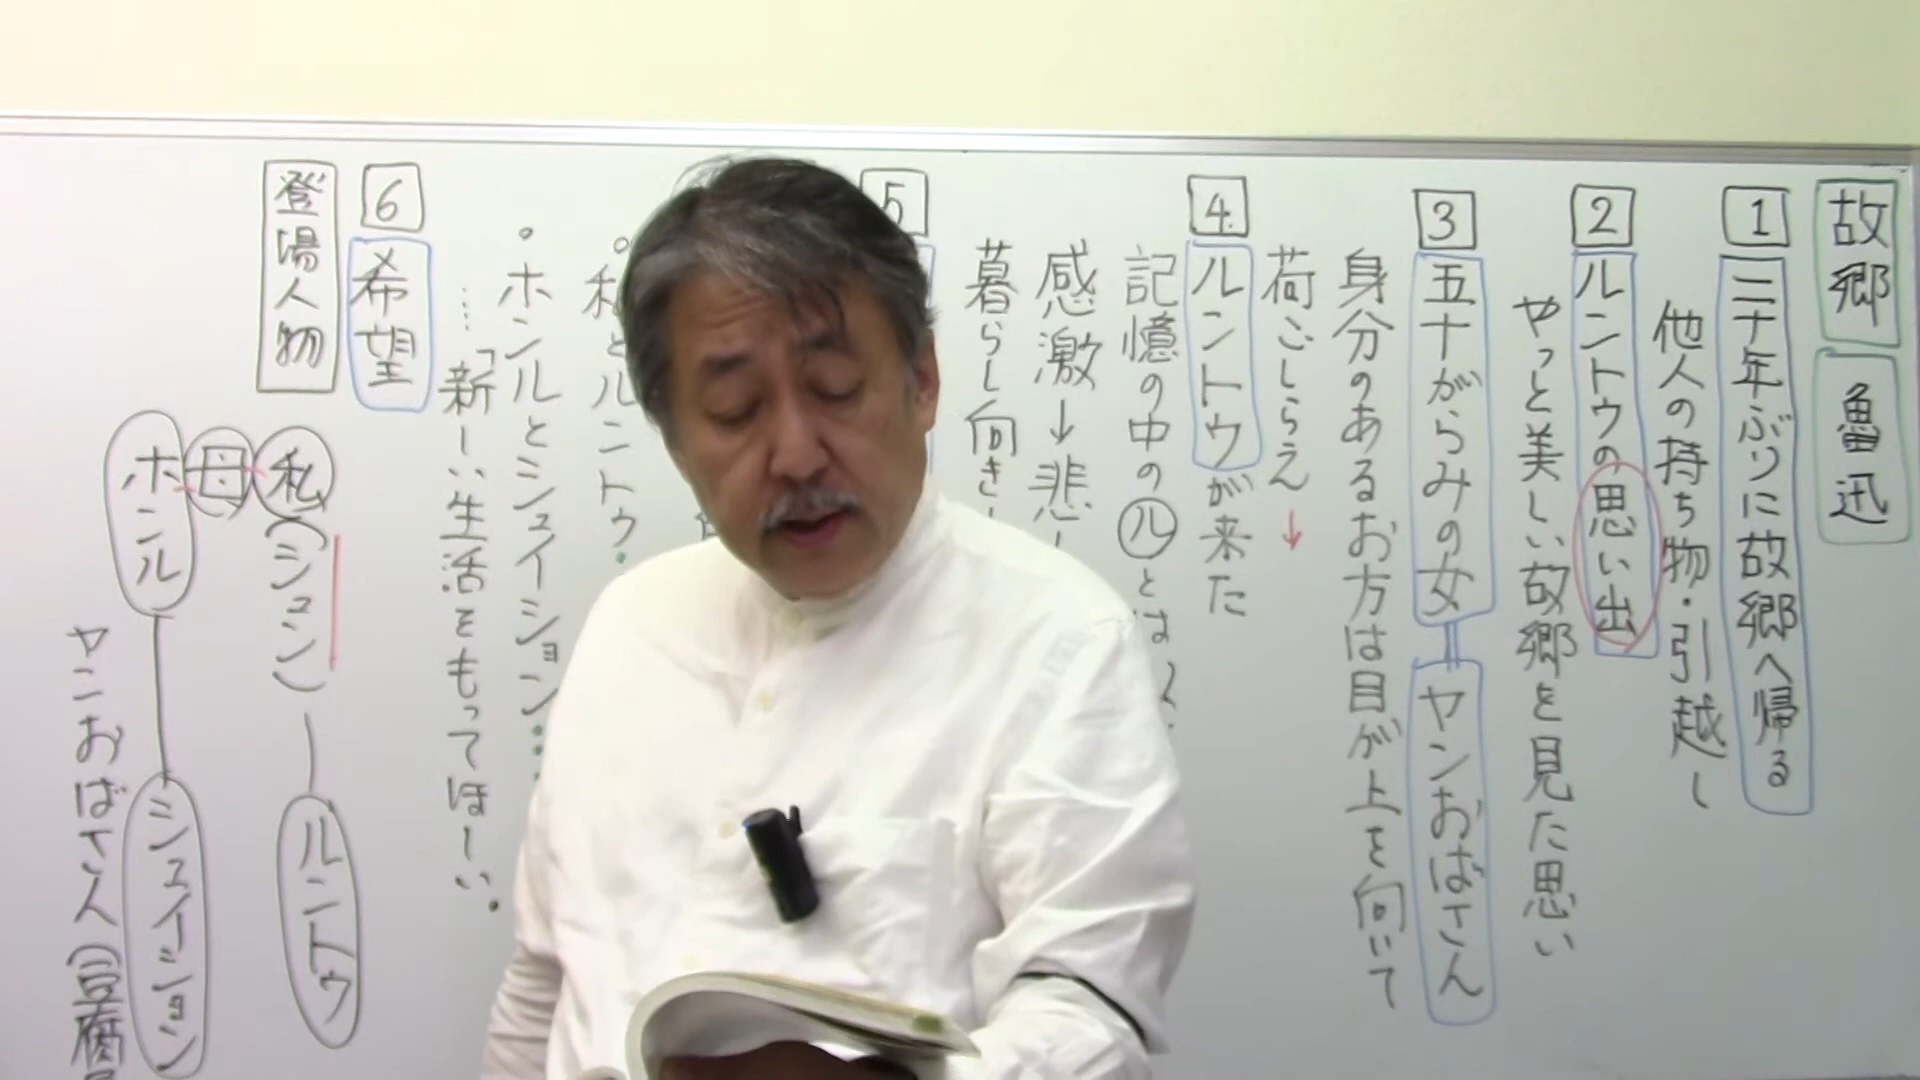 故郷
魯迅
1
二十年ぶりに故郷へ帰る
他人の持ち物・引越し
2
ルントウの思い出
やっと美しい故郷を見た思い
3
五十がらみの女
ヤンおばさん
身分のあるお方は目が上を向いて
荷ごしらえ↓
4
ルントウが来た
記憶の中のルとは
感激→悲し
暮らし向き
5
・私とルントウ
・ホンルとシュイション……
……「新しい生活をもってほしい。
6
希望
登場人物
私(シュン)
ルントウ
母
ホンル
シュイション
ヤンおばさん(豆腐